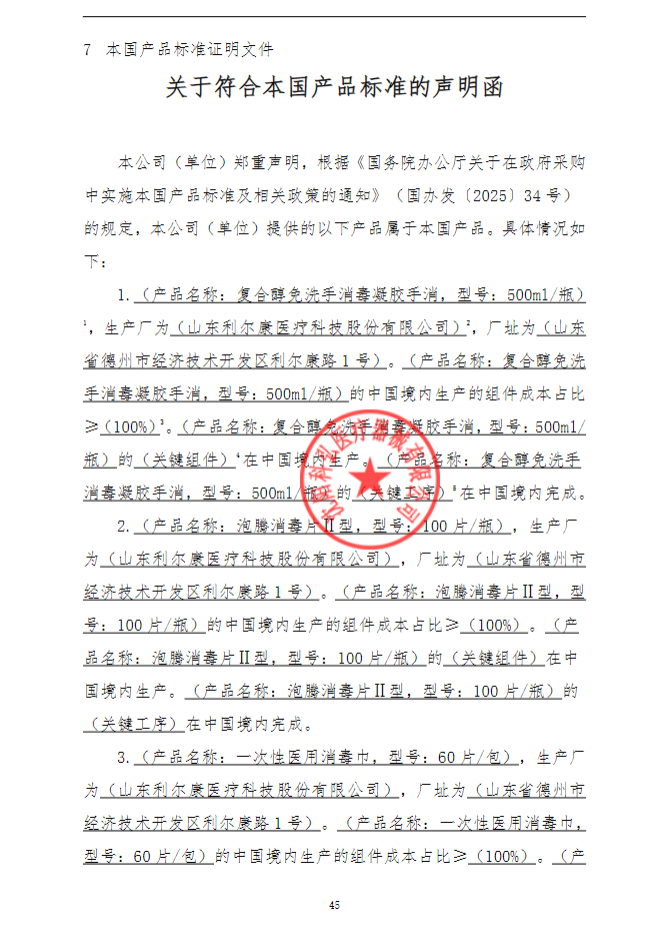 7 本国产品标准证明文件
关于符合本国产品标准的声明函
本公司（单位）郑重声明，根据《国务院办公厅关于在政府采购
中实施本国产品标准及相关政策的通知》（国办发〔2025〕34号）
的规定，本公司（单位）提供的以下产品属于本国产品。具体情况如
下：
1.（产品名称：复合醇免洗手消毒凝胶手消，型号：500ml/瓶）
1，生产厂为（山东利尔康医疗科技股份有限公司）2，厂址为（山东
省德州市经济技术开发区利尔康路1号）。（产品名称：复合醇免洗
手消毒凝胶手消，型号：500ml/瓶）的中国境内生产的组件成本占比
≥(100%)3。（产品名称：复合醇免洗手消毒凝胶手消，型号：500ml/
瓶）的（关键组件）4在中国境内生产。（产品名称：复合醇免洗手
消毒凝胶手消，型号：500ml/瓶）的（关键工序）5在中国境内完成。
2.（产品名称：泡腾消毒片Ⅱ型，型号：100片/瓶），生产厂
为（山东利尔康医疗科技股份有限公司），厂址为（山东省德州市
经济技术开发区利尔康路1号）。（产品名称：泡腾消毒片Ⅱ型，型
号：100片/瓶）的中国境内生产的组件成本占比≥（100%）。（产
品名称：泡腾消毒片Ⅱ型，型号：100片/瓶）的（关键组件）在中
国境内生产。（产品名称：泡腾消毒片Ⅱ型，型号：100片/瓶）的
（关键工序）在中国境内完成。
3.（产品名称：一次性医用消毒巾，型号：60片/包），生产厂
为（山东利尔康医疗科技股份有限公司），厂址为（山东省德州市
经济技术开发区利尔康路1号）。（产品名称：一次性医用消毒巾，
型号：60片/包）的中国境内生产的组件成本占比≥（100%）。（产
45